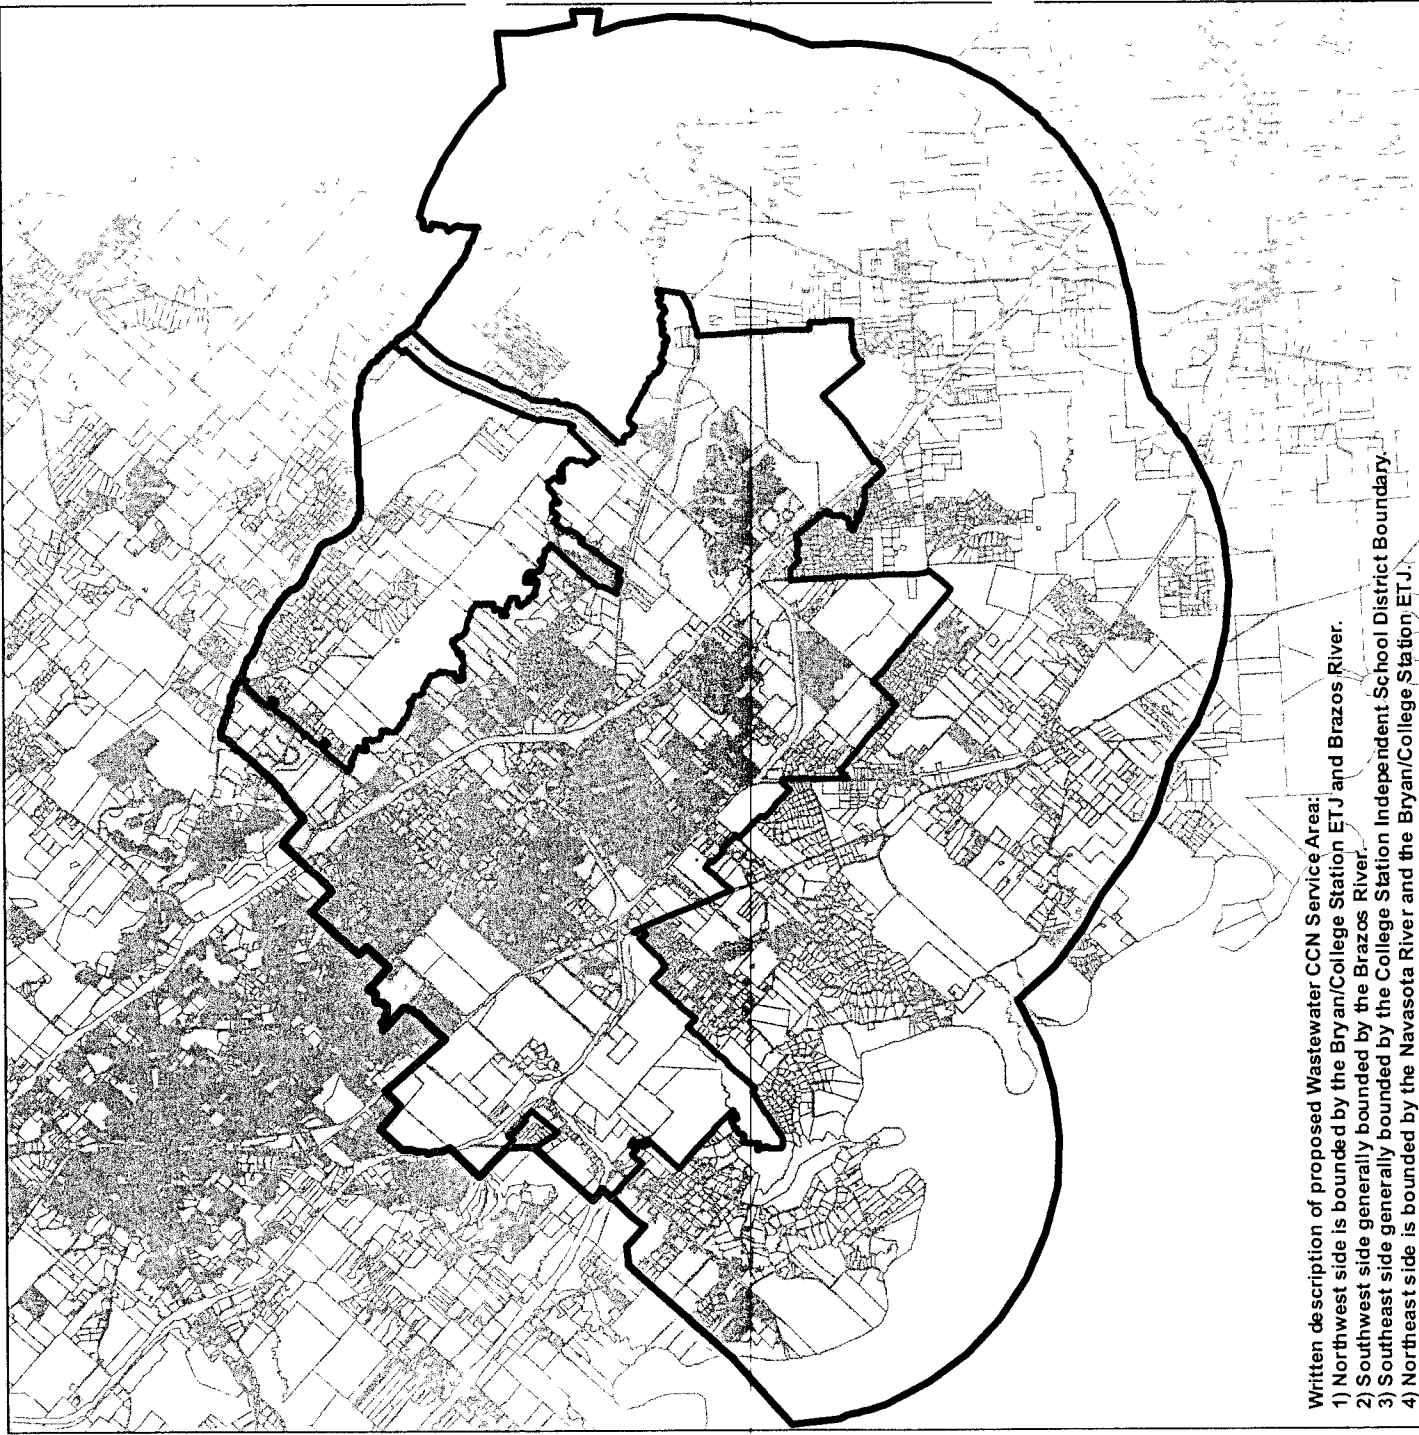 Written description of proposed Wastewater CCN Service Area:
1) Northwest side is bounded by the Bryan/College Station ETJ and Brazos River.
2) Southwest side generally bounded by the Brazos River.
3) Southeast side generally bounded by the College Station Independent School District Boundary.
4) Northeast side is bounded by the Navasota River and the Bryan/College Station ETJ.